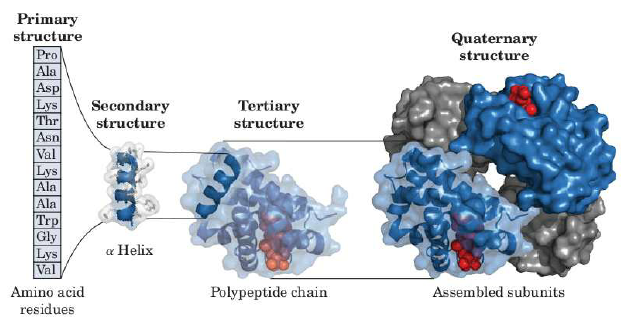 Primary
structure
Pro
Ala
Asp
Lys
Thr
Asn
Val
Lys
Ala
Ala
Trp
Gly
Lys
Val
Amino acid
residues
Secondary
structure
α Helix
Tertiary
structure
Polypeptide chain
Quaternary
structure
Assembled subunits